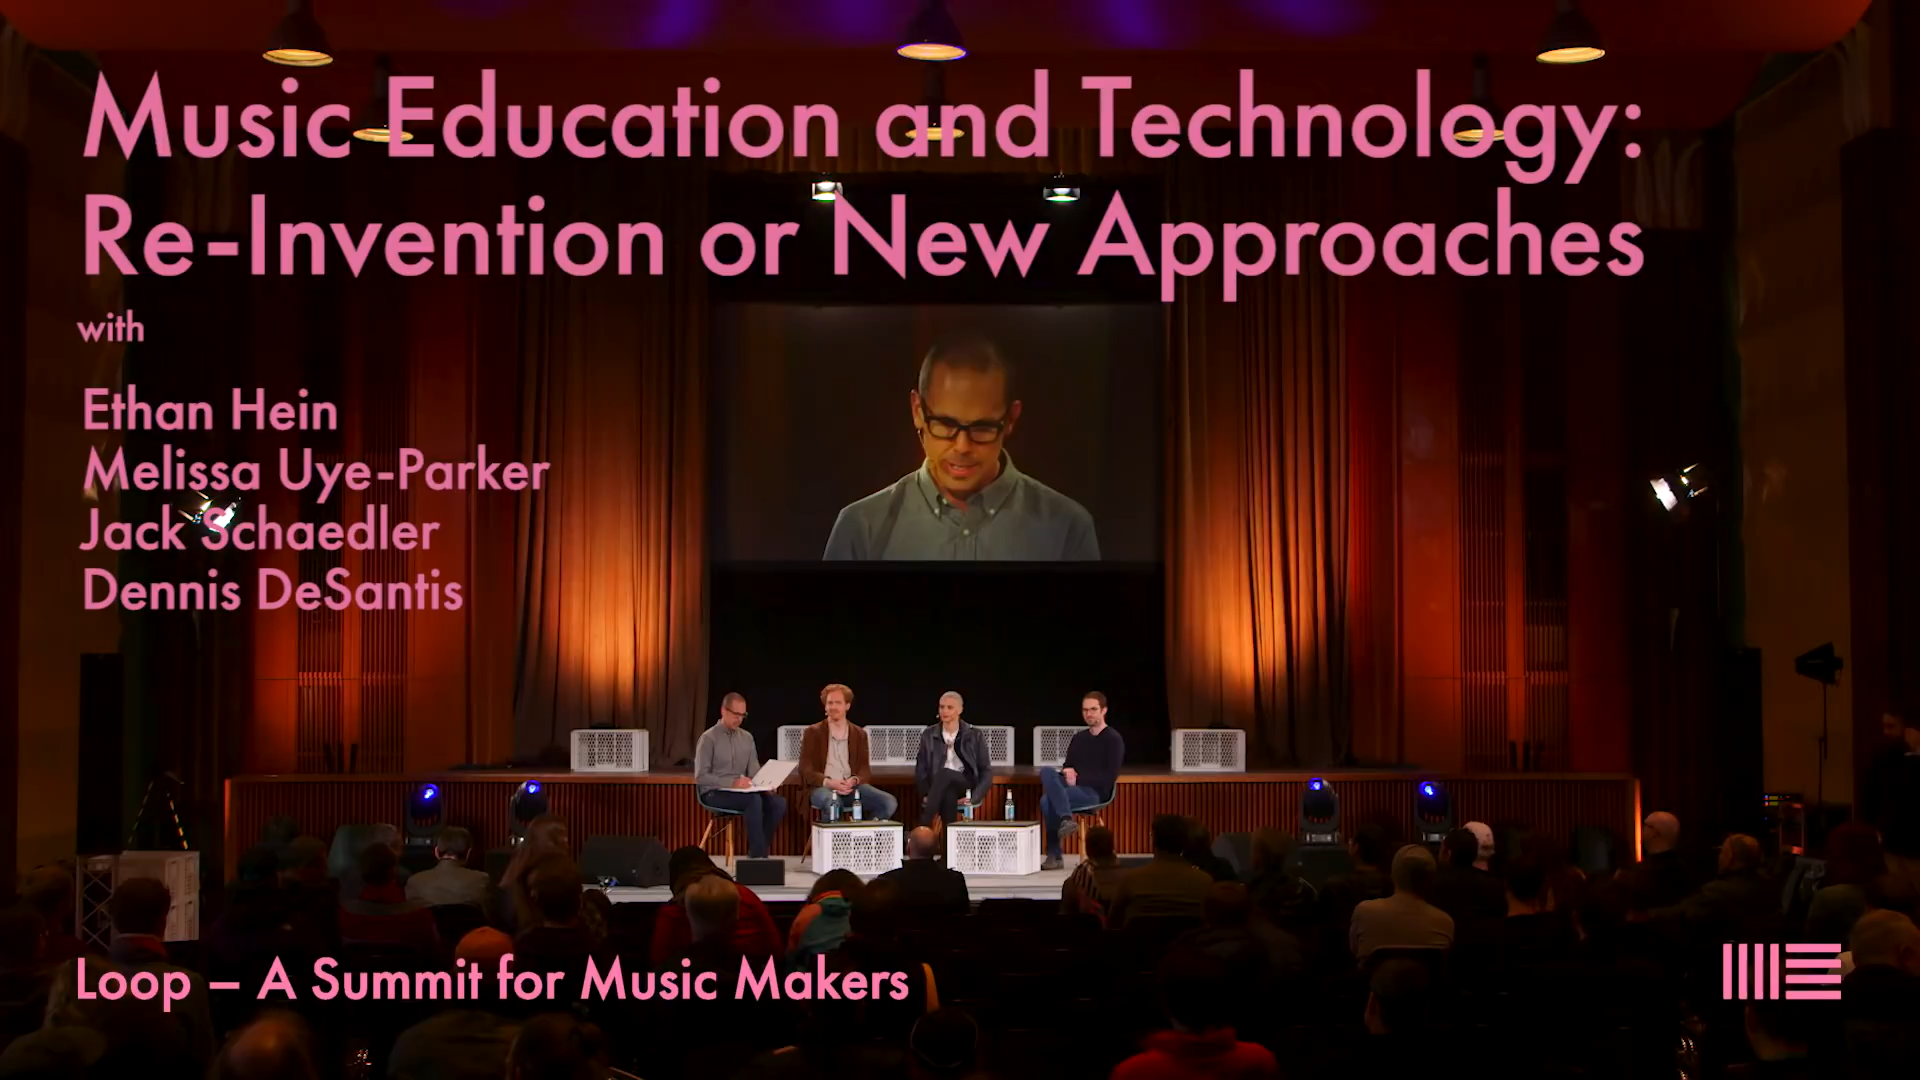 Music Education and Technology:
Re-Invention or New Approaches
with
Ethan Hein
Melissa Uye-Parker
Jack Schaedler
Dennis DeSantis
Loop – A Summit for Music Makers